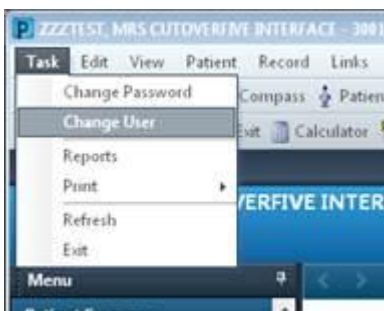 P ZZZTEST, MRS CUTOVERFIVE INTERFACE - 3001
Task Edit View Patient Record Links
Change Password
Compass Patien
Change User
Exit Calculator
Reports
Print
VERFIVE INTER
Refresh
Exit
Menu